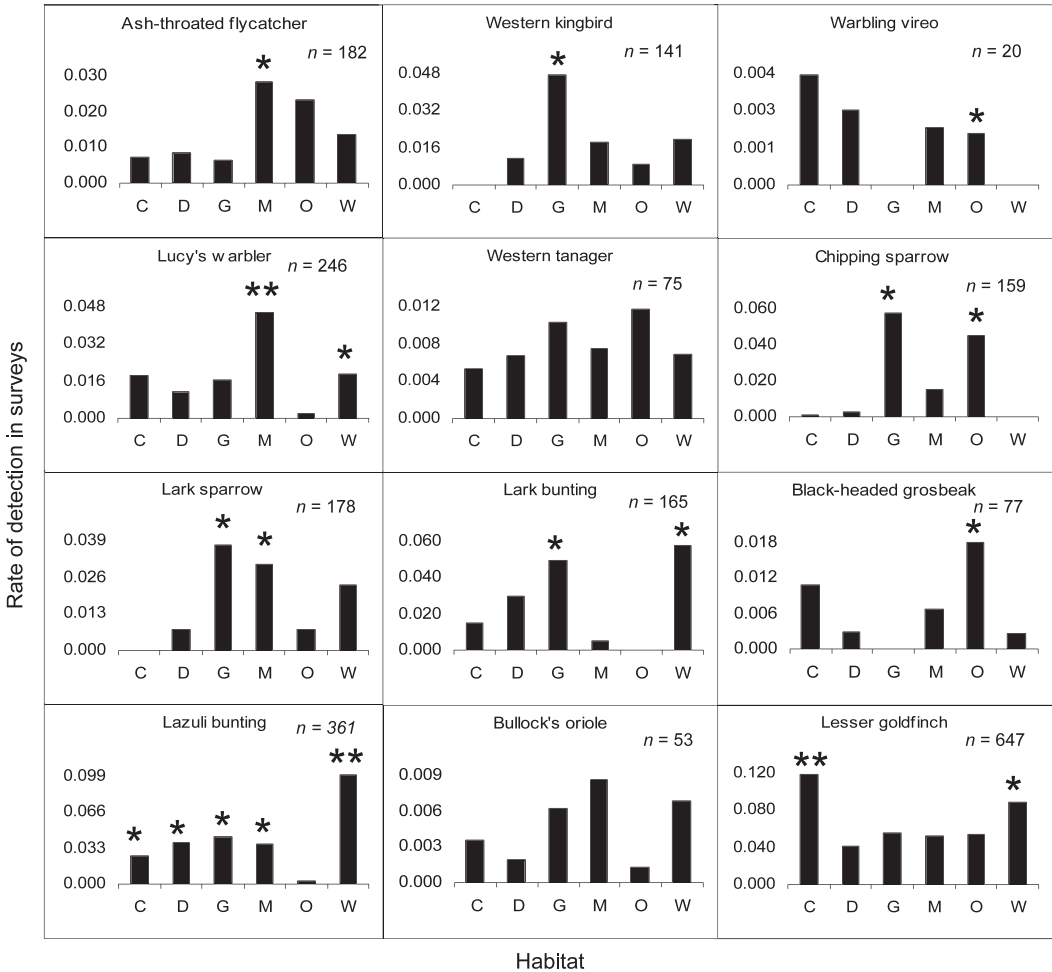 Ash-throated flycatcher
n = 182
*
0.030
0.020
0.010
0.000
C D G M O W
Western kingbird
n = 141
*
0.048
0.032
0.016
0.000
C D G M O W
Warbling vireo
n = 20
*
0.004
0.003
0.001
0.000
C D G M O W
Lucy's warbler
n = 246
** *
0.048
0.032
0.016
0.000
C D G M O W
Western tanager
n = 75
0.012
0.008
0.004
0.000
C D G M O W
Chipping sparrow
n = 159
* *
0.060
0.040
0.020
0.000
C D G M O W
Lark sparrow
n = 178
* *
0.039
0.026
0.013
0.000
C D G M O W
Lark bunting
n = 165
* *
0.060
0.040
0.020
0.000
C D G M O W
Black-headed grosbeak
n = 77
*
0.018
0.012
0.006
0.000
C D G M O W
Lazuli bunting
n = 361
* * * * **
0.099
0.066
0.033
0.000
C D G M O W
Bullock's oriole
n = 53
0.009
0.006
0.003
0.000
C D G M O W
Lesser goldfinch
n = 647
** *
0.120
0.080
0.040
0.000
C D G M O W
Rate of detection in surveys
Habitat